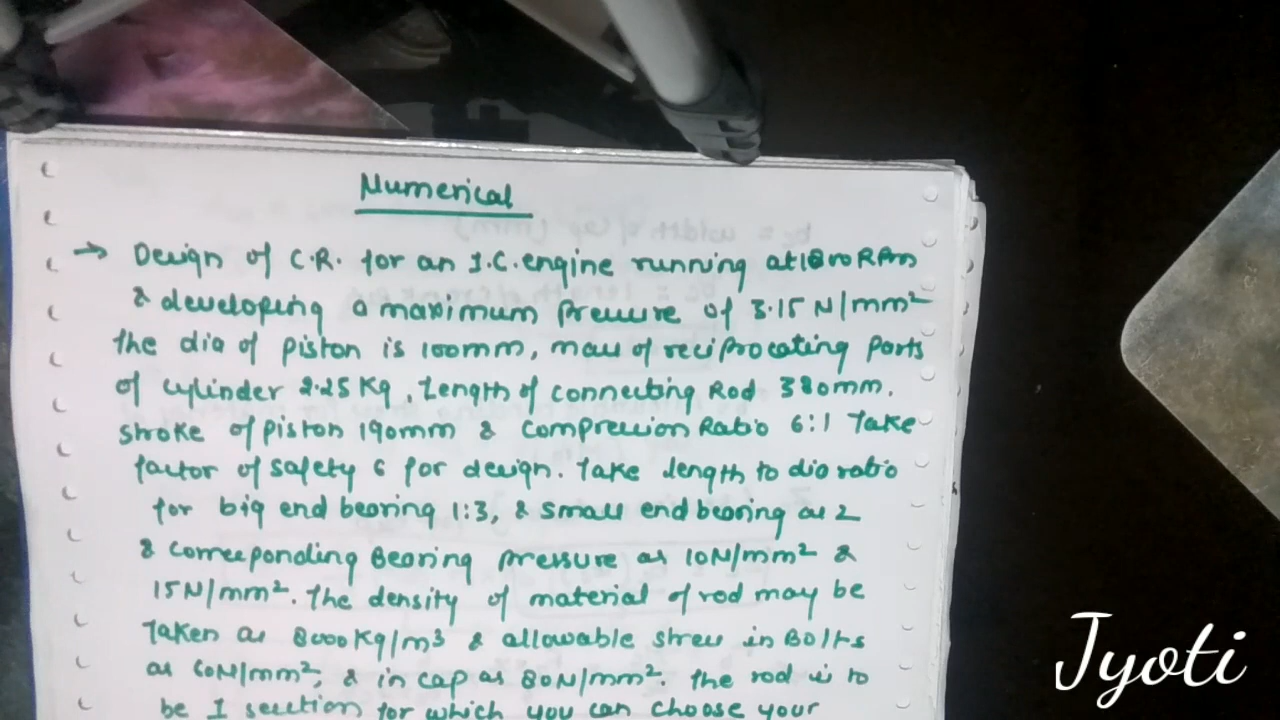 Numerical
→ Design of C.R. for an I.C. engine running at 1800 RPm
& developing a maximum pressure of 3.15 N/mm²
the dia of piston is 100mm, mass of reciprocating parts
of cylinder 2.25 Kg, Length of connecting Rod 380mm.
stroke of piston 190mm & compression Ratio 6:1 Take
factor of safety 6 for design. Take length to dia ratio
for big end bearing 1:3, & small end bearing as 2
& corresponding Bearing pressure as 10N/mm² &
15N/mm². The density of material of rod may be
Taken as 8000Kg/m³ & allowable stress in Bolts
as 60N/mm², & in cap as 80N/mm². The rod is to
be I section for which you can choose your
Jyoti